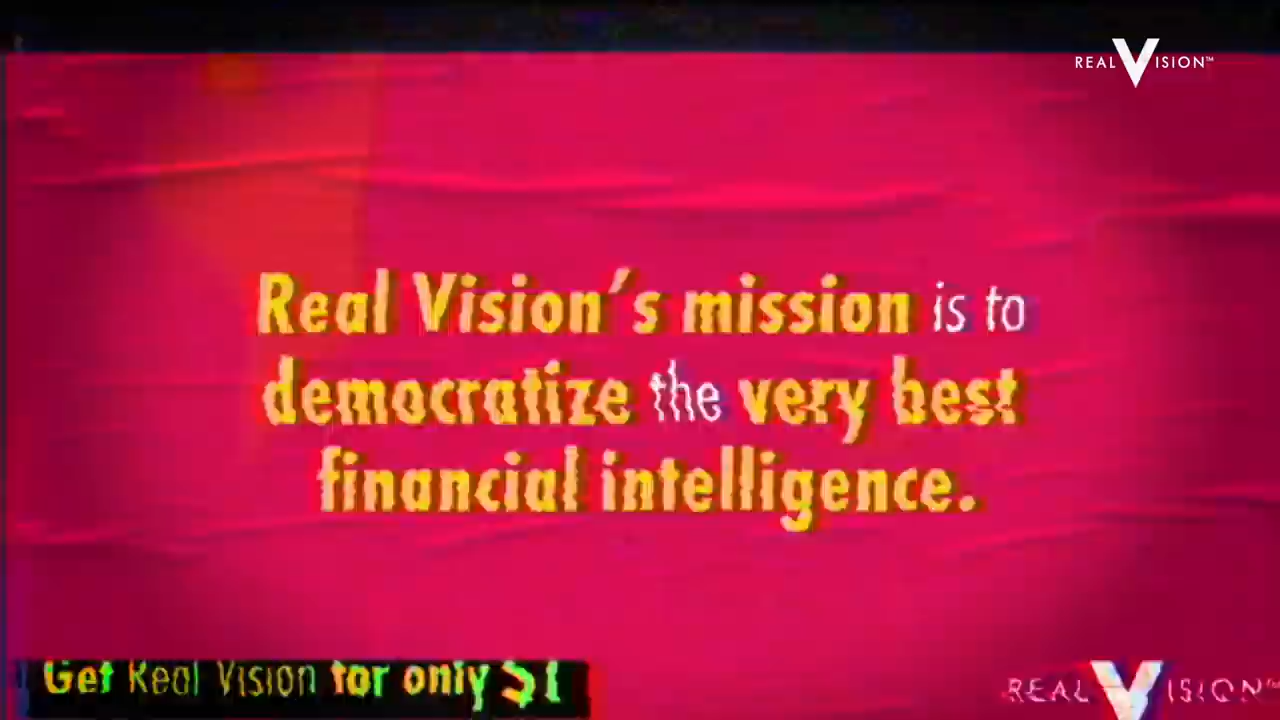 REAL VISION™
Real Vision's mission is to
democratize the very best
financial intelligence.
Get Real Vision for only $1
REAL VISION™